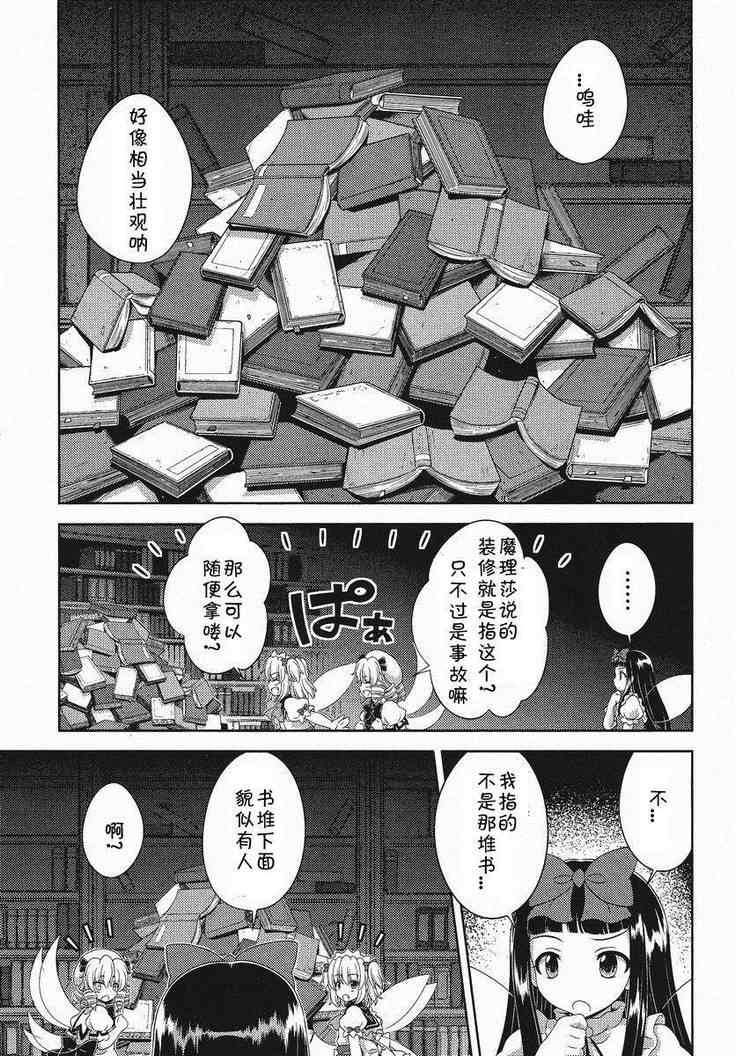 …呜哇
好像相当壮观呐
……
魔理莎说的
装修就是指这个?
只不过是事故嘛
ぱぁ
那么可以
随便拿喽?
不…
我指的
不是那堆书
…
书堆下面
貌似有人
啊?